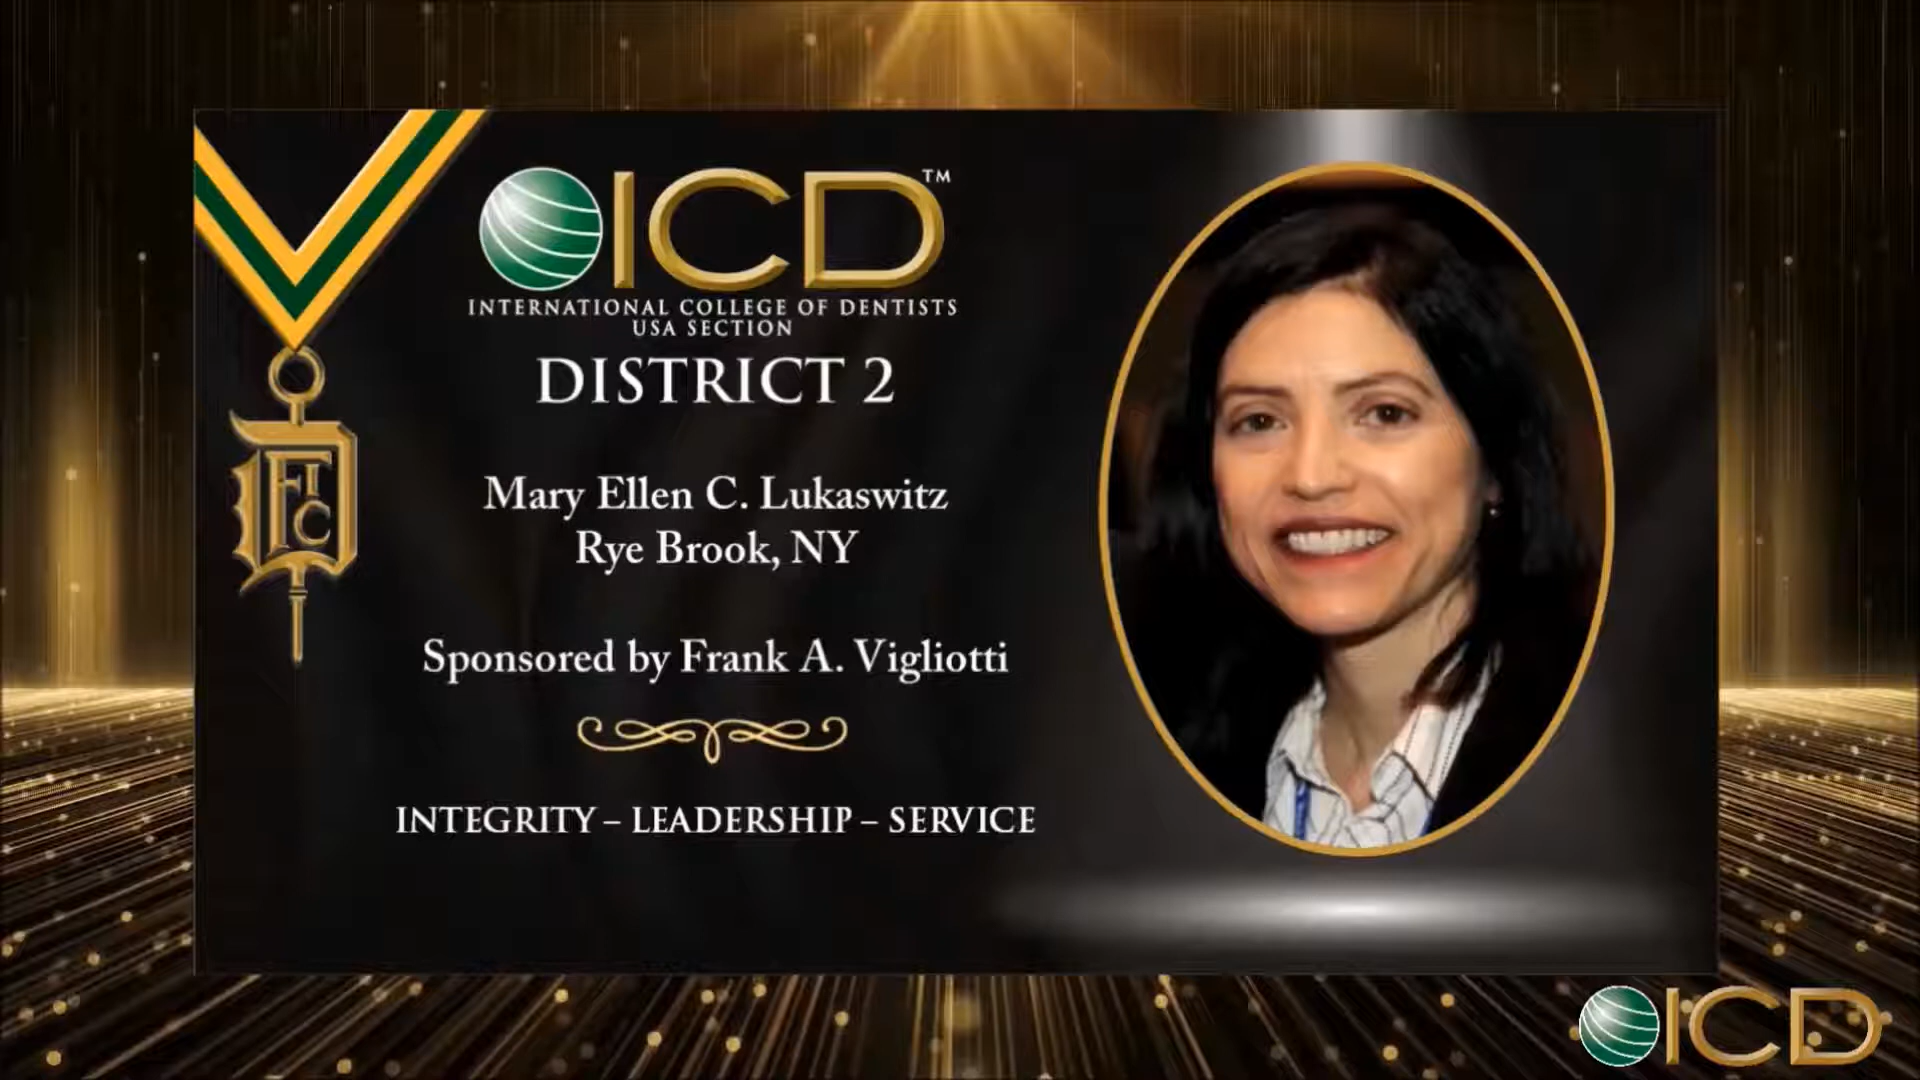 ICD™
INTERNATIONAL COLLEGE OF DENTISTS
USA SECTION
DISTRICT 2
FICD
Mary Ellen C. Lukaswitz
Rye Brook, NY
Sponsored by Frank A. Vigliotti
INTEGRITY – LEADERSHIP – SERVICE
ICD